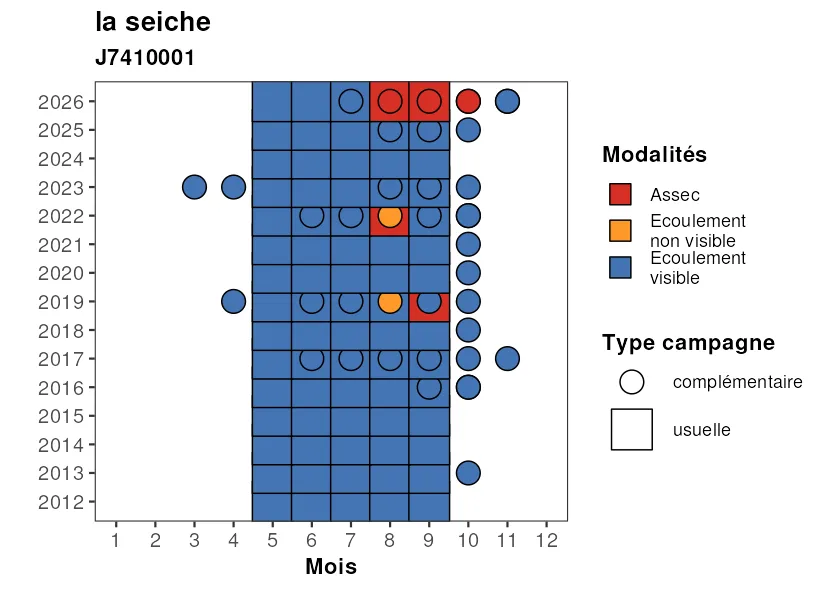 la seiche
J7410001
2026
2025
2024
2023
2022
2021
2020
2019
2018
2017
2016
2015
2014
2013
2012
1 2 3 4 5 6 7 8 9 10 11 12
Mois
Modalités
Assec
Ecoulement
non visible
Ecoulement
visible
Type campagne
complémentaire
usuelle